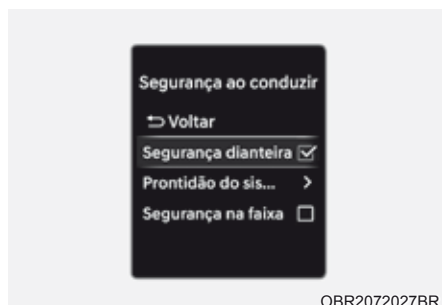 Segurança ao conduzir
Voltar
Segurança dianteira
Prontidão do sis...
Segurança na faixa
OBR2072027BR